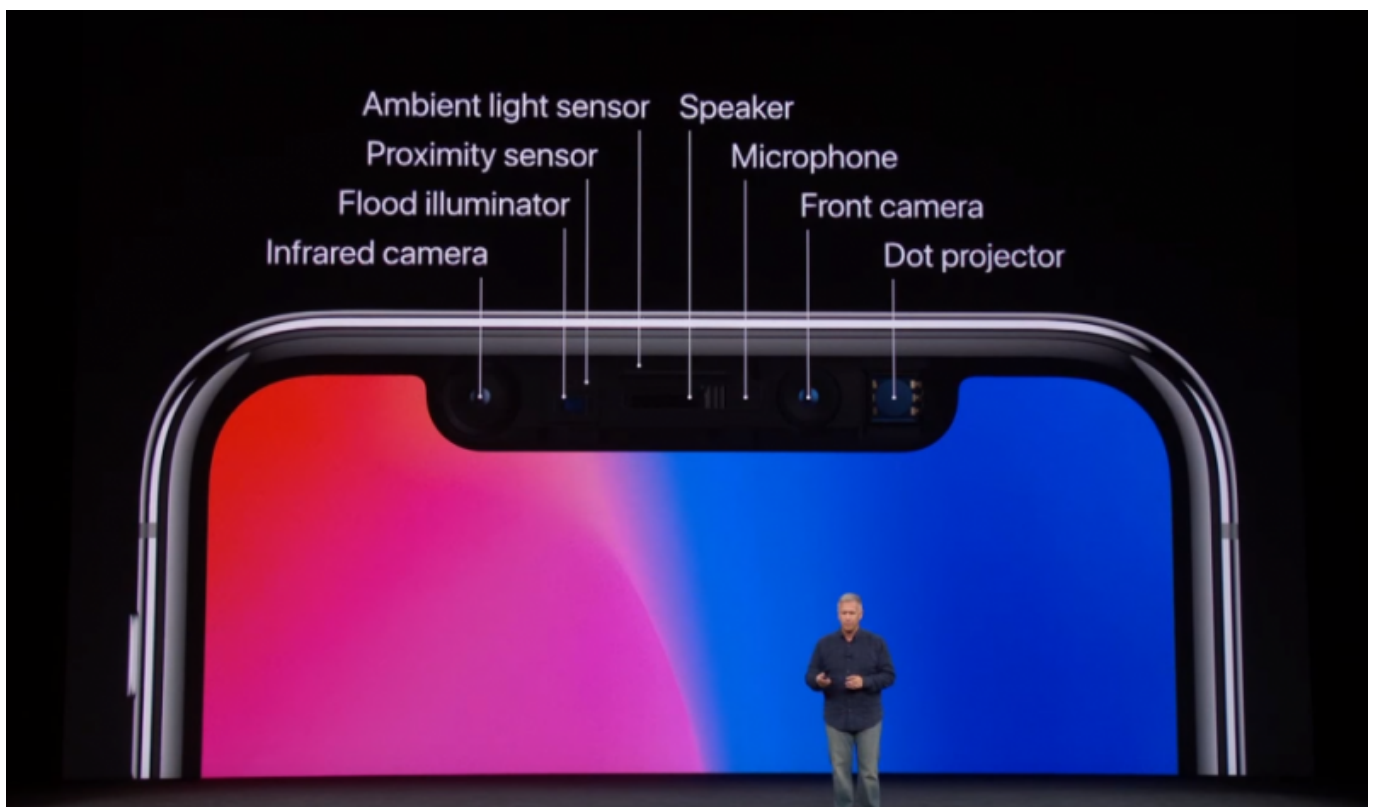 Ambient light sensor
Speaker
Proximity sensor
Microphone
Flood illuminator
Front camera
Infrared camera
Dot projector